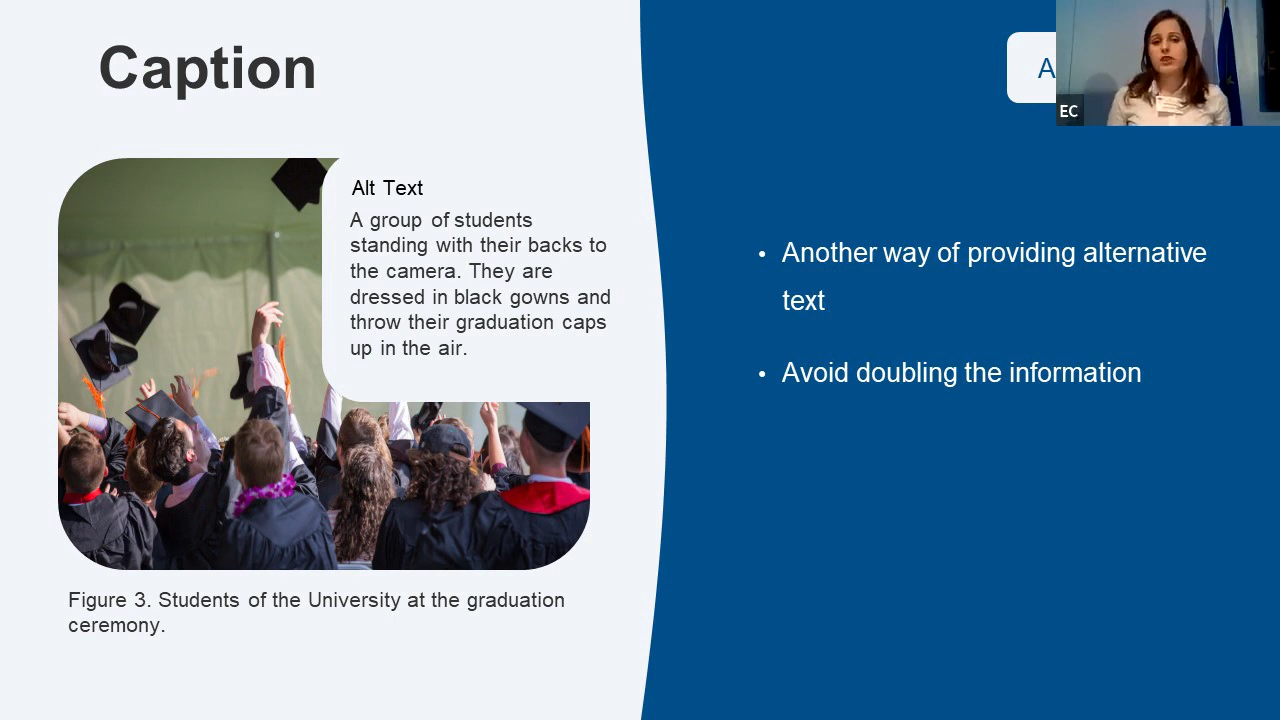 Caption
A
EC
Alt Text
A group of students
standing with their backs to
the camera. They are
dressed in black gowns and
throw their graduation caps
up in the air.
Figure 3. Students of the University at the graduation
ceremony.
• Another way of providing alternative
text
• Avoid doubling the information